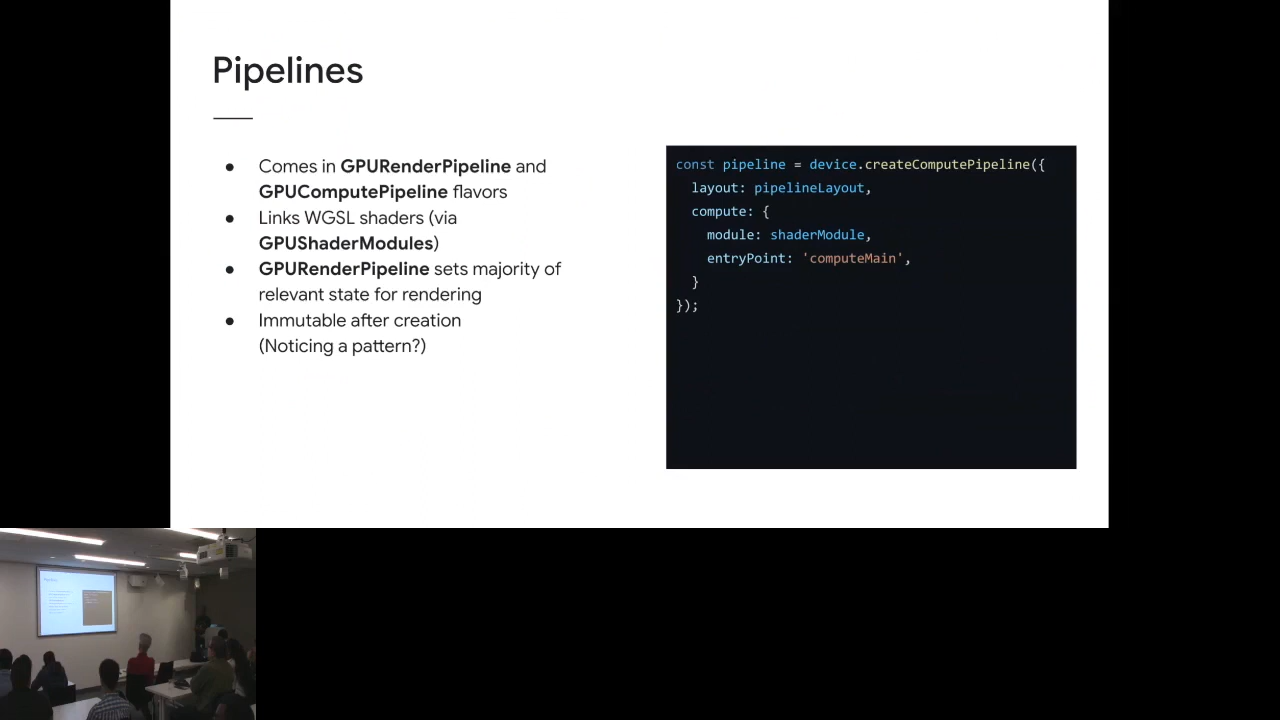 Pipelines
● Comes in GPURenderPipeline and
GPUComputePipeline flavors
● Links WGSL shaders (via
GPUShaderModules)
● GPURenderPipeline sets majority of
relevant state for rendering
● Immutable after creation
(Noticing a pattern?)
const pipeline = device.createComputePipeline({
  layout: pipelineLayout,
  compute: {
    module: shaderModule,
    entryPoint: 'computeMain',
  }
});